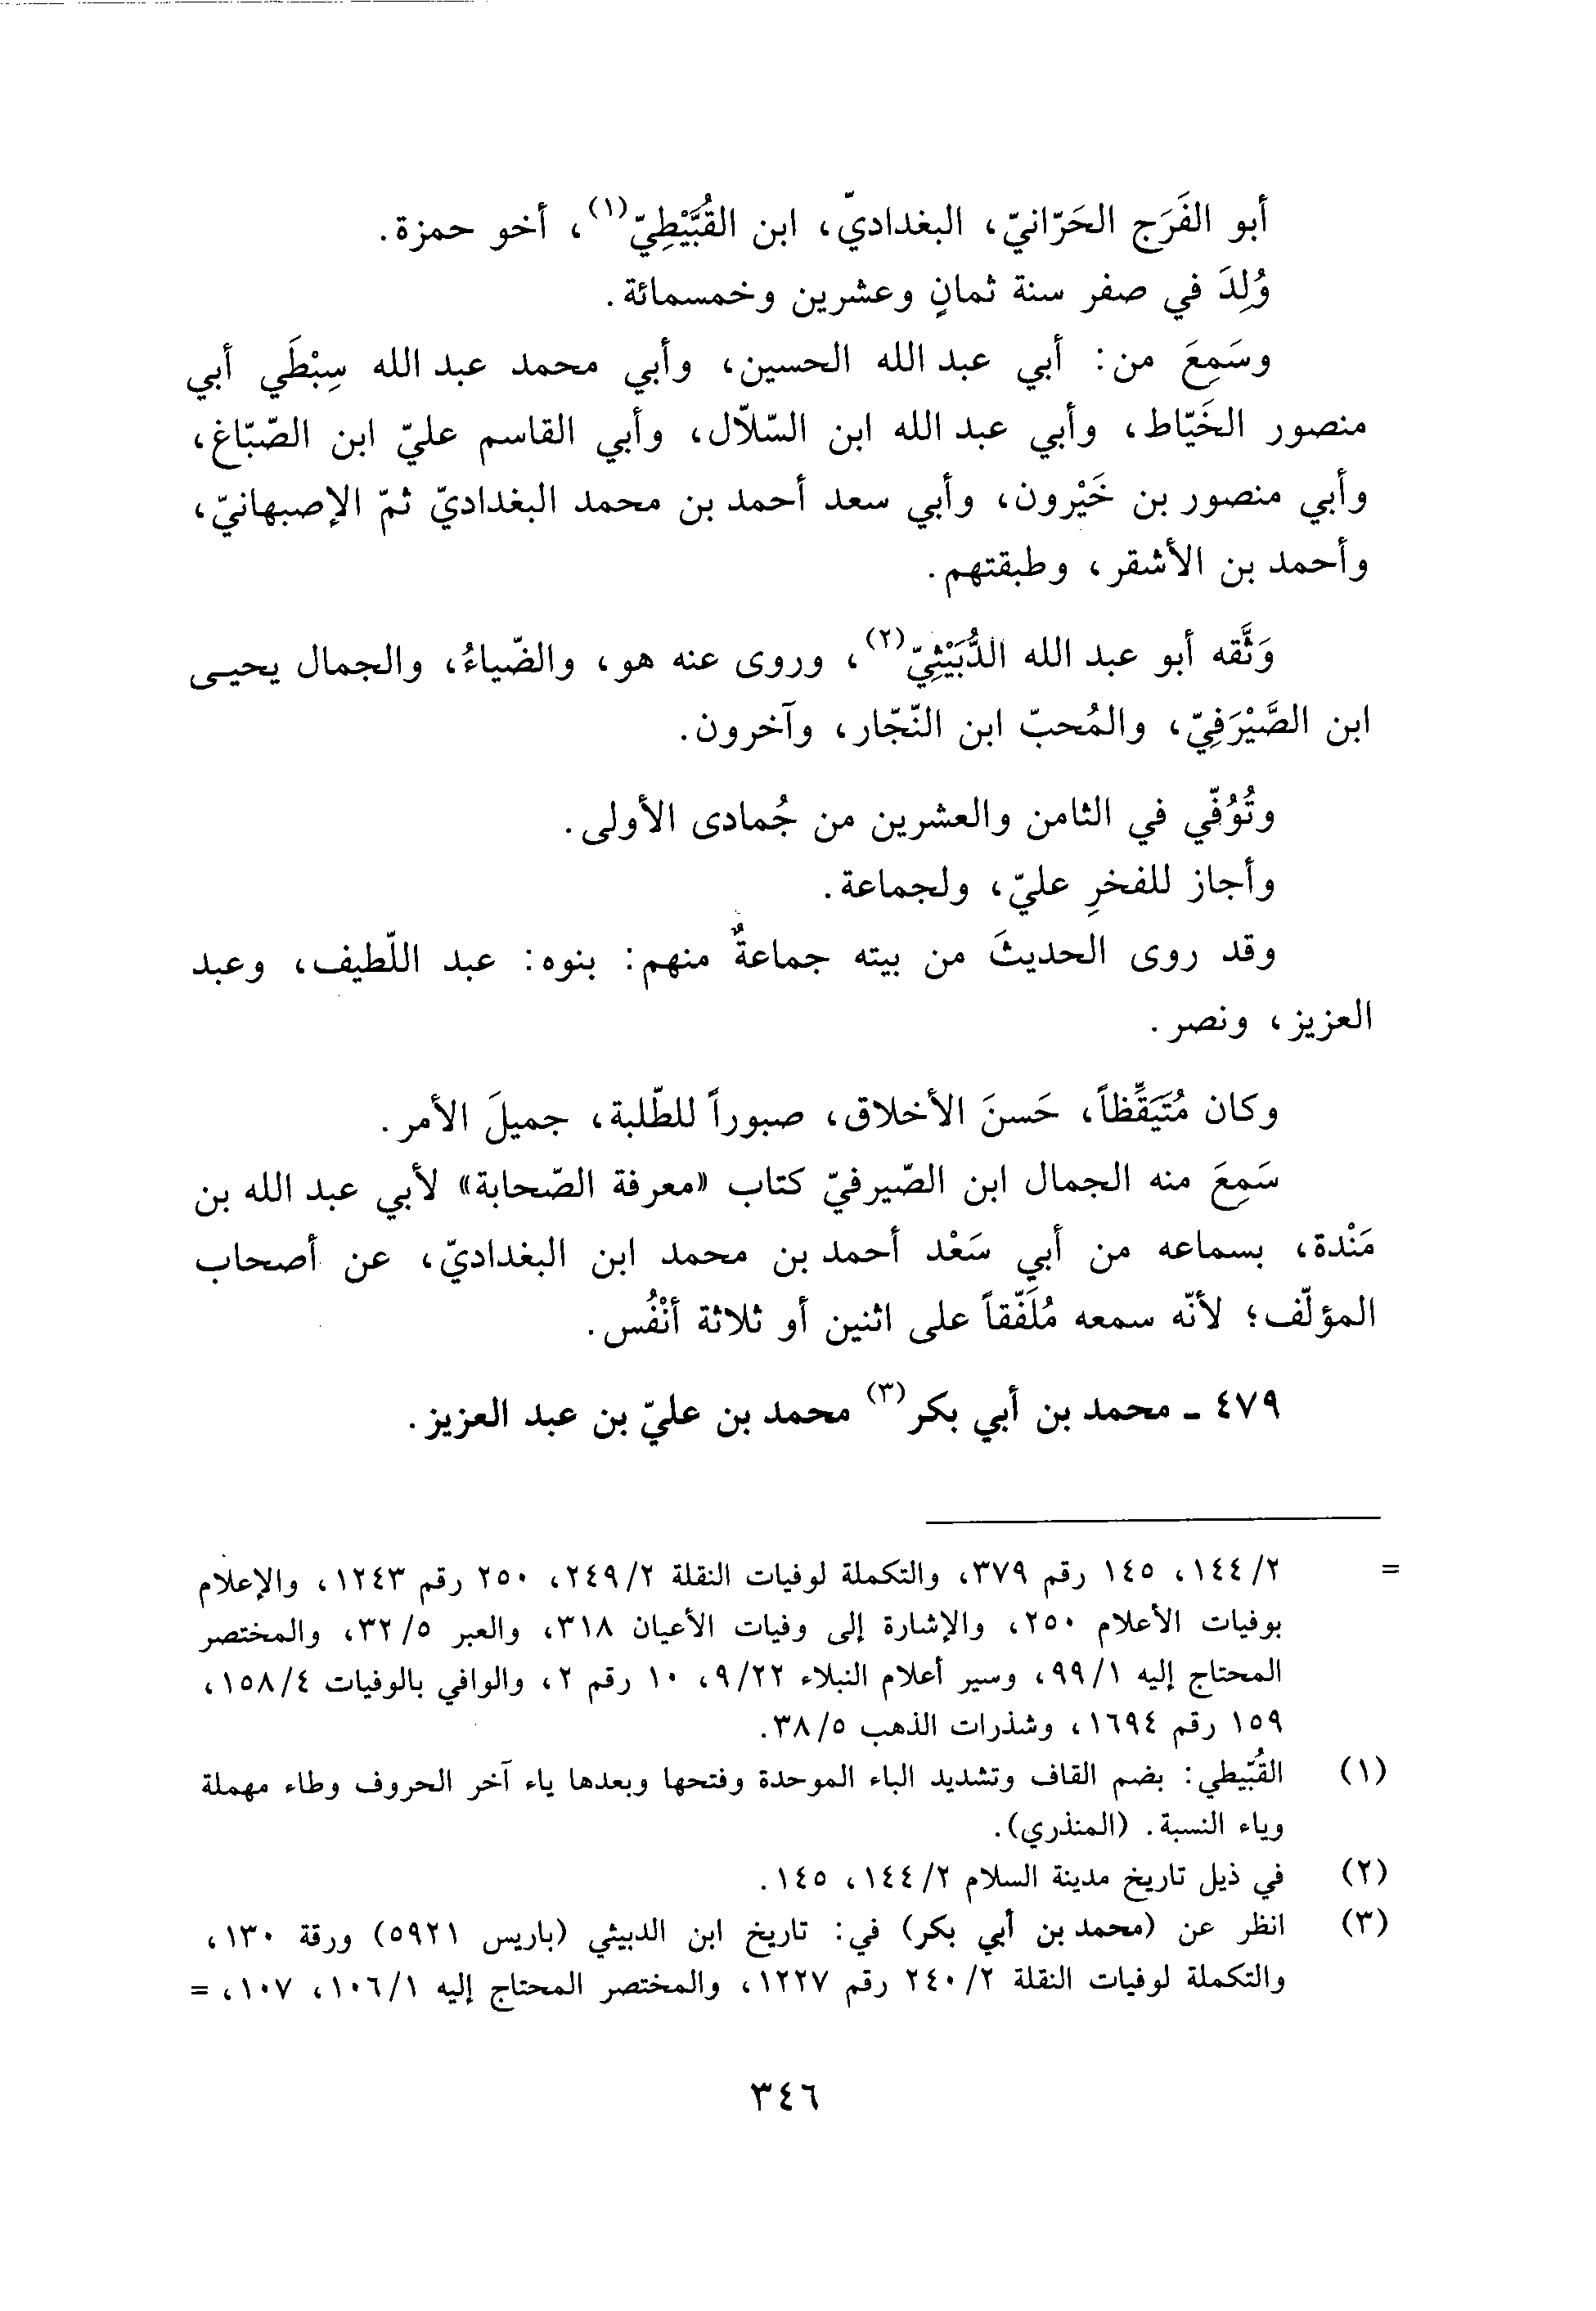 أبو الفَرَج الحَرّانيّ، البغداديّ، ابن القُبَّيْطِيّ(١)، أخو حمزة.
وُلِدَ في صفر سنة ثمانٍ وعشرين وخمسمائة.
وسَمِعَ من: أبي عبد الله الحسين، وأبي محمد عبد الله سِبْطَي أبي
منصور الخَيّاط، وأبي عبد الله ابن السّلاّل، وأبي القاسم عليّ ابن الصّبّاغ،
وأبي منصور بن خَيْرون، وأبي سعد أحمد بن محمد البغداديّ ثمّ الإصبهانيّ،
وأحمد بن الأشقر، وطبقتهم.
وَثَّقه أبو عبد الله الدُّبَيْثِيّ(٢)، وروى عنه هو، والضّياءُ، والجمال يحيـى
ابن الصَّيْرَفِيّ، والمُحبّ ابن النّجّار، وآخرون.
وتُوُفّي في الثامن والعشرين من جُمادى الأولى.
وأجاز للفخرِ عليّ، ولجماعة.
وقد روى الحديثَ من بيته جماعةٌ منهم: بنوه: عبد اللّطيف، وعبد
العزيز، ونصر.
وكان مُتَيَقِّظاً، حَسنَ الأخلاق، صبوراً للطّلبة، جميلَ الأمر.
سَمِعَ منه الجمال ابن الصّيرفيّ كتاب «معرفة الصّحابة» لأبي عبد الله بن
مَنْدة، بسماعه من أبي سَعْد أحمد بن محمد ابن البغداديّ، عن أصحاب
المؤلّف؛ لأنّه سمعه مُلَفّقاً على اثنين أو ثلاثة أنْفُس.
٤٧٩ ـ محمد بن أبي بكر(٣) محمد بن عليّ بن عبد العزيز.
= ١٤٤/٢، ١٤٥ رقم ٣٧٩، والتكملة لوفيات النقلة ٢٤٩/٢، ٢٥٠ رقم ١٢٤٣، والإعلام
بوفيات الأعلام ٢٥٠، والإشارة إلى وفيات الأعيان ٣١٨، والعبر ٣٢/٥، والمختصر
المحتاج إليه ٩٩/١، وسير أعلام النبلاء ٩/٢٢، ١٠ رقم ٢، والوافي بالوفيات ١٥٨/٤،
١٥٩ رقم ١٦٩٤، وشذرات الذهب ٣٨/٥.
(١) القُبّيطي: بضم القاف وتشديد الباء الموحدة وفتحها وبعدها ياء آخر الحروف وطاء مهملة
وياء النسبة. (المنذري).
(٢) في ذيل تاريخ مدينة السلام ١٤٤/٢، ١٤٥.
(٣) انظر عن (محمد بن أبي بكر) في: تاريخ ابن الدبيثي (باريس ٥٩٢١) ورقة ١٣٠،
والتكملة لوفيات النقلة ٢٤٠/٢ رقم ١٢٢٧، والمختصر المحتاج إليه ١٠٦/١، ١٠٧، =
٣٤٦